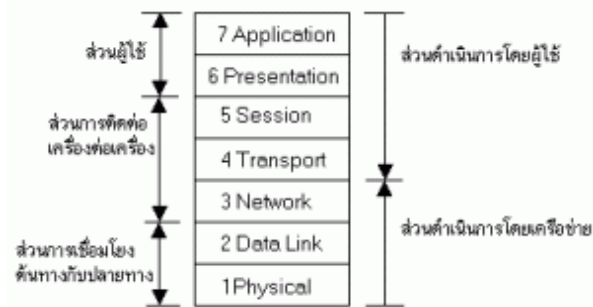 7 Application
6 Presentation
5 Session
4 Transport
3 Network
2 Data Link
1Physical
ส่วนผู้ใช้
ส่วนการติดต่อ
เครื่องต่อเครื่อง
ส่วนการเชื่อมโยง
ต้นทางกับปลายทาง
ส่วนดำเนินการโดยผู้ใช้
ส่วนดำเนินการโดยเครือข่าย